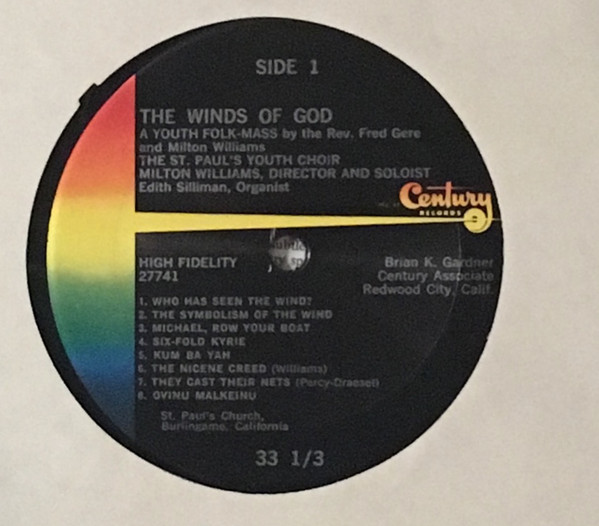 SIDE 1
THE WINDS OF GOD
A YOUTH FOLK-MASS by the Rev. Fred Gere
and Milton Williams
THE ST. PAUL'S YOUTH CHOIR
MILTON WILLIAMS, DIRECTOR AND SOLOIST
Edith Silliman, Organist
Century
RECORDS
HIGH FIDELITY
27741
Brian K. Gardner
Century Associate
Redwood City, Calif.
1. WHO HAS SEEN THE WIND?
2. THE SYMBOLISM OF THE WIND
3. MICHAEL, ROW YOUR BOAT
4. SIX-FOLD KYRIE
5. KUM BA YAH
6. THE NICENE CREED (Williams)
7. THEY CAST THEIR NETS (Percy-Draesel)
8. OVINU MALKEINU
St. Paul's Church,
Burlingame, California
33 1/3